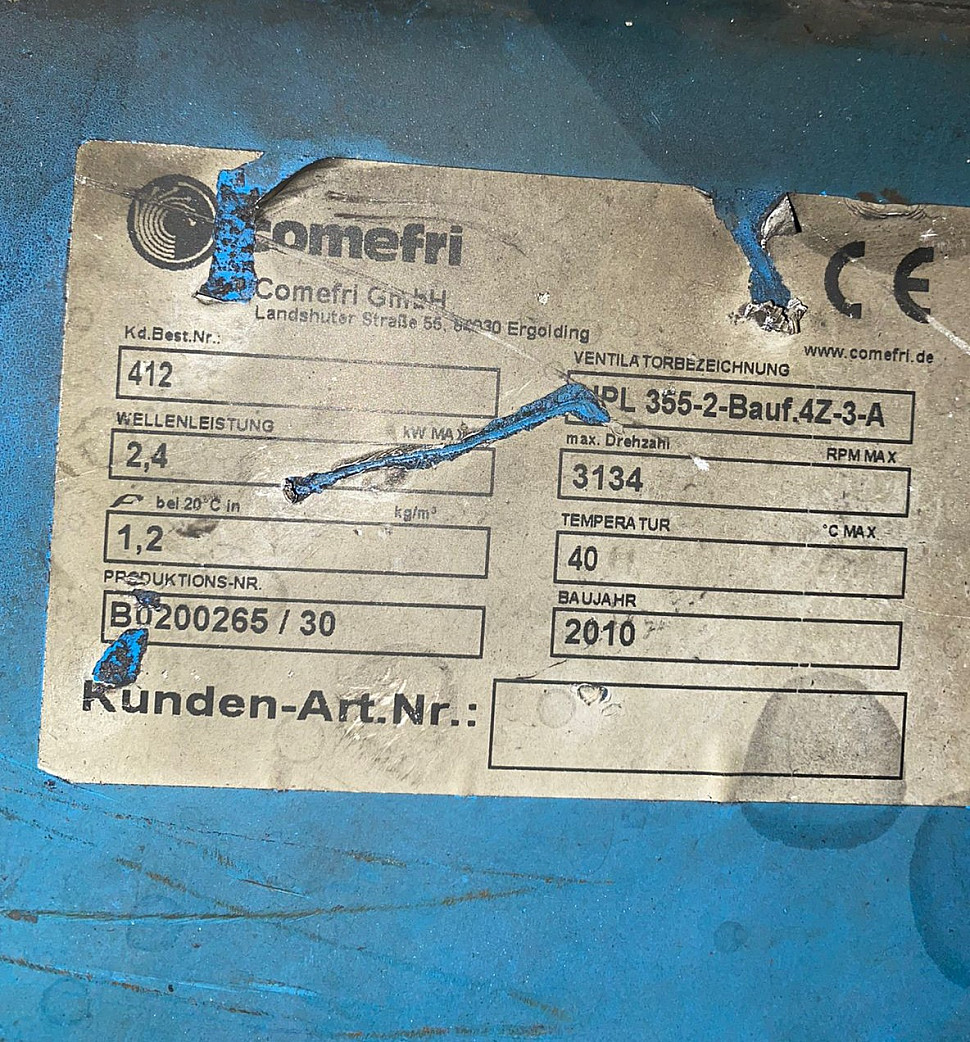 comefri
Comefri GmbH
Landshuter Straße 55, 84030 Ergolding
CE
www.comefri.de
Kd.Best.Nr.:
412
VENTILATORBEZEICHNUNG
355-2-Bauf.4Z-3-A
WELLENLEISTUNG kW MAX
2,4
max. Drehzahl RPM MAX
3134
bei 20°C in kg/m³
1,2
TEMPERATUR °C MAX
40
PRODUKTIONS-NR.
B0200265 / 30
BAUJAHR
2010
Kunden-Art.Nr.: